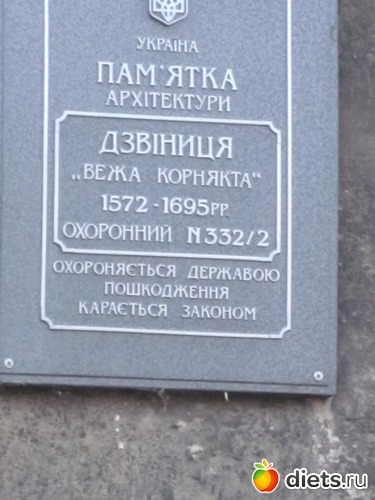 УКРАЇНА
ПАМ'ЯТКА
АРХІТЕКТУРИ
ДЗВІНИЦЯ
„ВЕЖА КОРНЯКТА"
1572-1695РР.
ОХОРОННИЙ N332/2
ОХОРОНЯЄТЬСЯ ДЕРЖАВОЮ
ПОШКОДЖЕННЯ
КАРАЄТЬСЯ ЗАКОНОМ
diets.ru